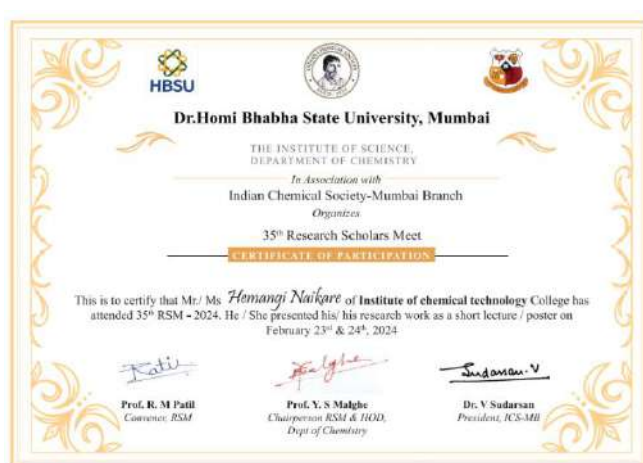 HBSU
Dr.Homi Bhabha State University, Mumbai
THE INSTITUTE OF SCIENCE,
DEPARTMENT OF CHEMISTRY
In Association with
Indian Chemical Society-Mumbai Branch
Organizes
35th Research Scholars Meet
CERTIFICATE OF PARTICIPATION
This is to certify that Mr./ Ms Hemangi Naikare of Institute of chemical technology College has
attended 35th RSM - 2024. He / She presented his/ his research work as a short lecture / poster on
February 23rd & 24th, 2024
Sudarsan. V
Prof. R. M Patil
Convener, RSM
Prof. Y. S Malghe
Chairperson RSM & HOD,
Dept of Chemistry
Dr. V Sudarsan
President, ICS-MB